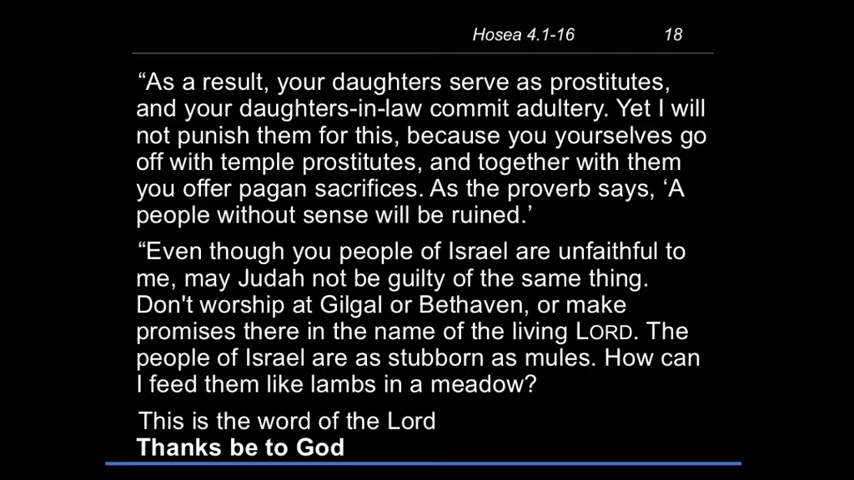 Hosea 4.1-16 18
“As a result, your daughters serve as prostitutes,
and your daughters-in-law commit adultery. Yet I will
not punish them for this, because you yourselves go
off with temple prostitutes, and together with them
you offer pagan sacrifices. As the proverb says, ‘A
people without sense will be ruined.’
“Even though you people of Israel are unfaithful to
me, may Judah not be guilty of the same thing.
Don't worship at Gilgal or Bethaven, or make
promises there in the name of the living LORD. The
people of Israel are as stubborn as mules. How can
I feed them like lambs in a meadow?
This is the word of the Lord
Thanks be to God